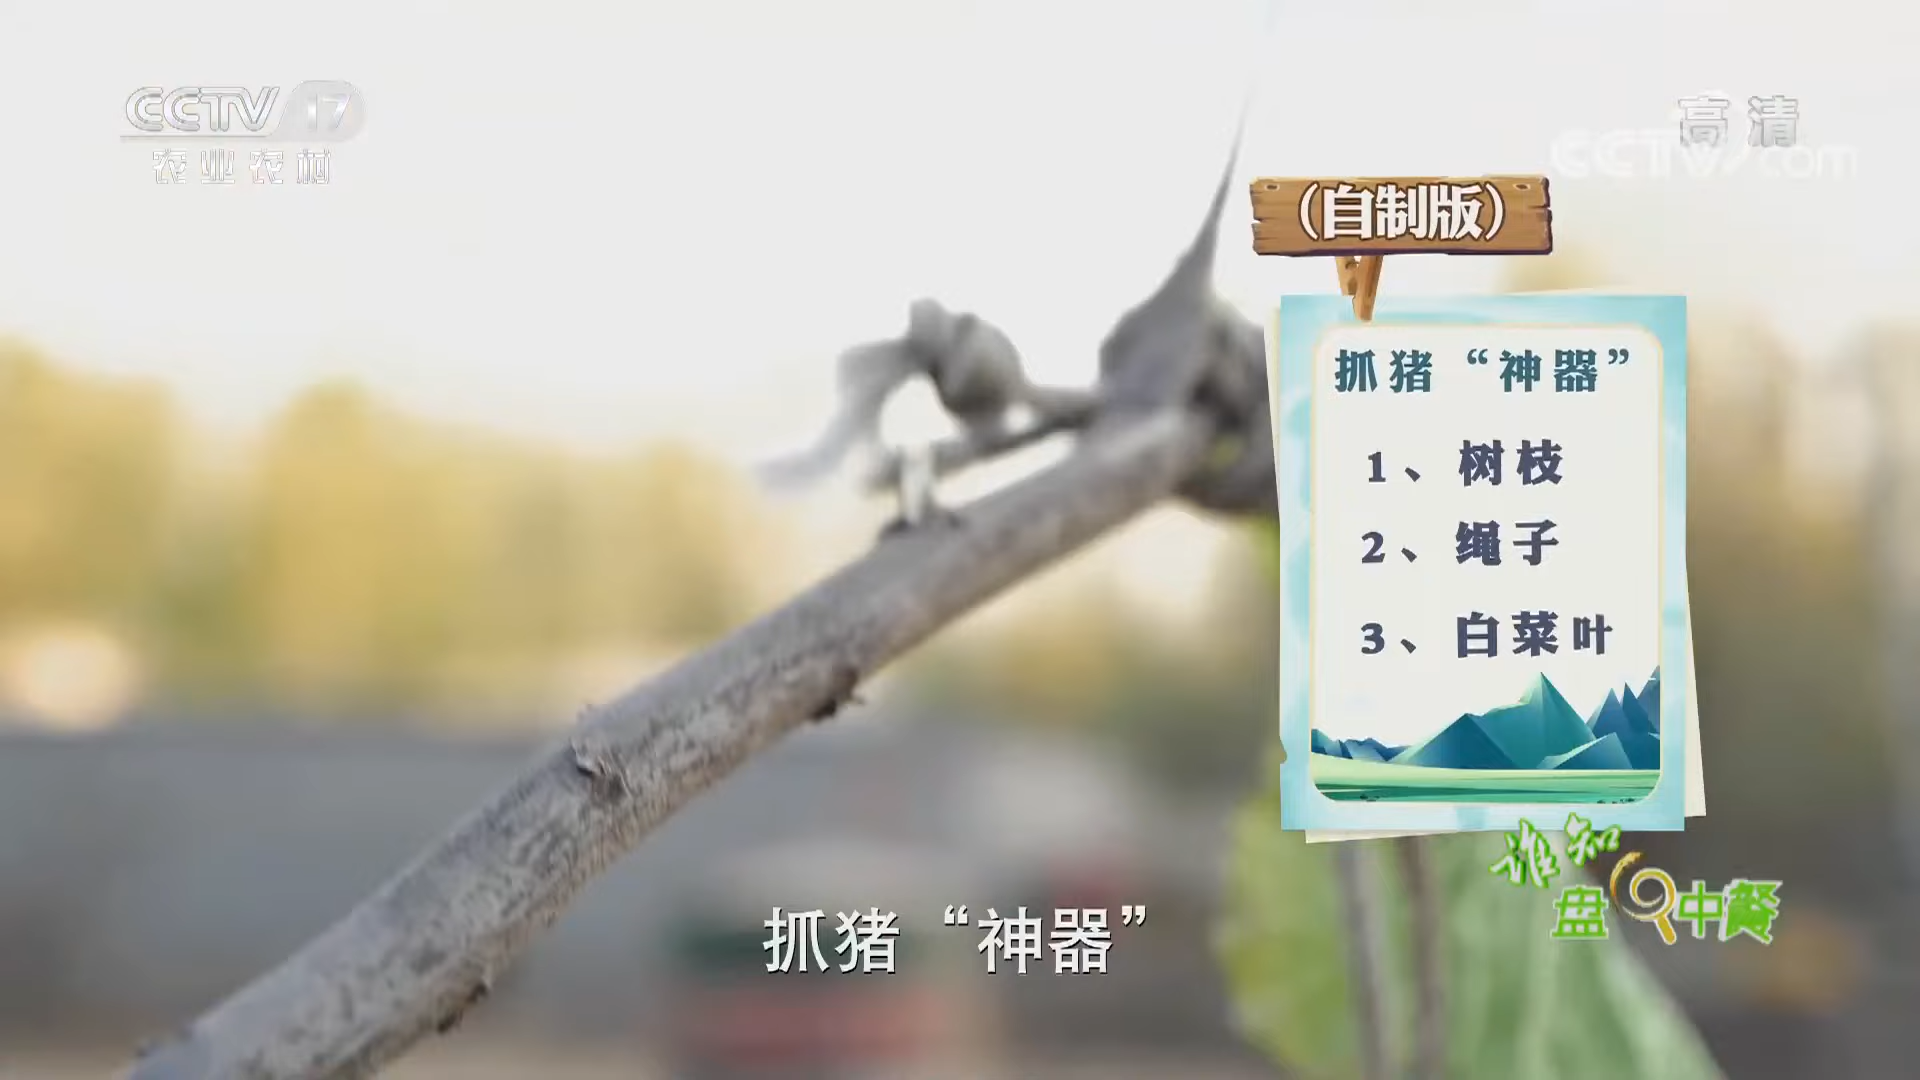 CCTV 17
农业农村
高清
CCTV.com
（自制版）
抓猪“神器”
1、树枝
2、绳子
3、白菜叶
谁知
盘中餐
抓猪“神器”